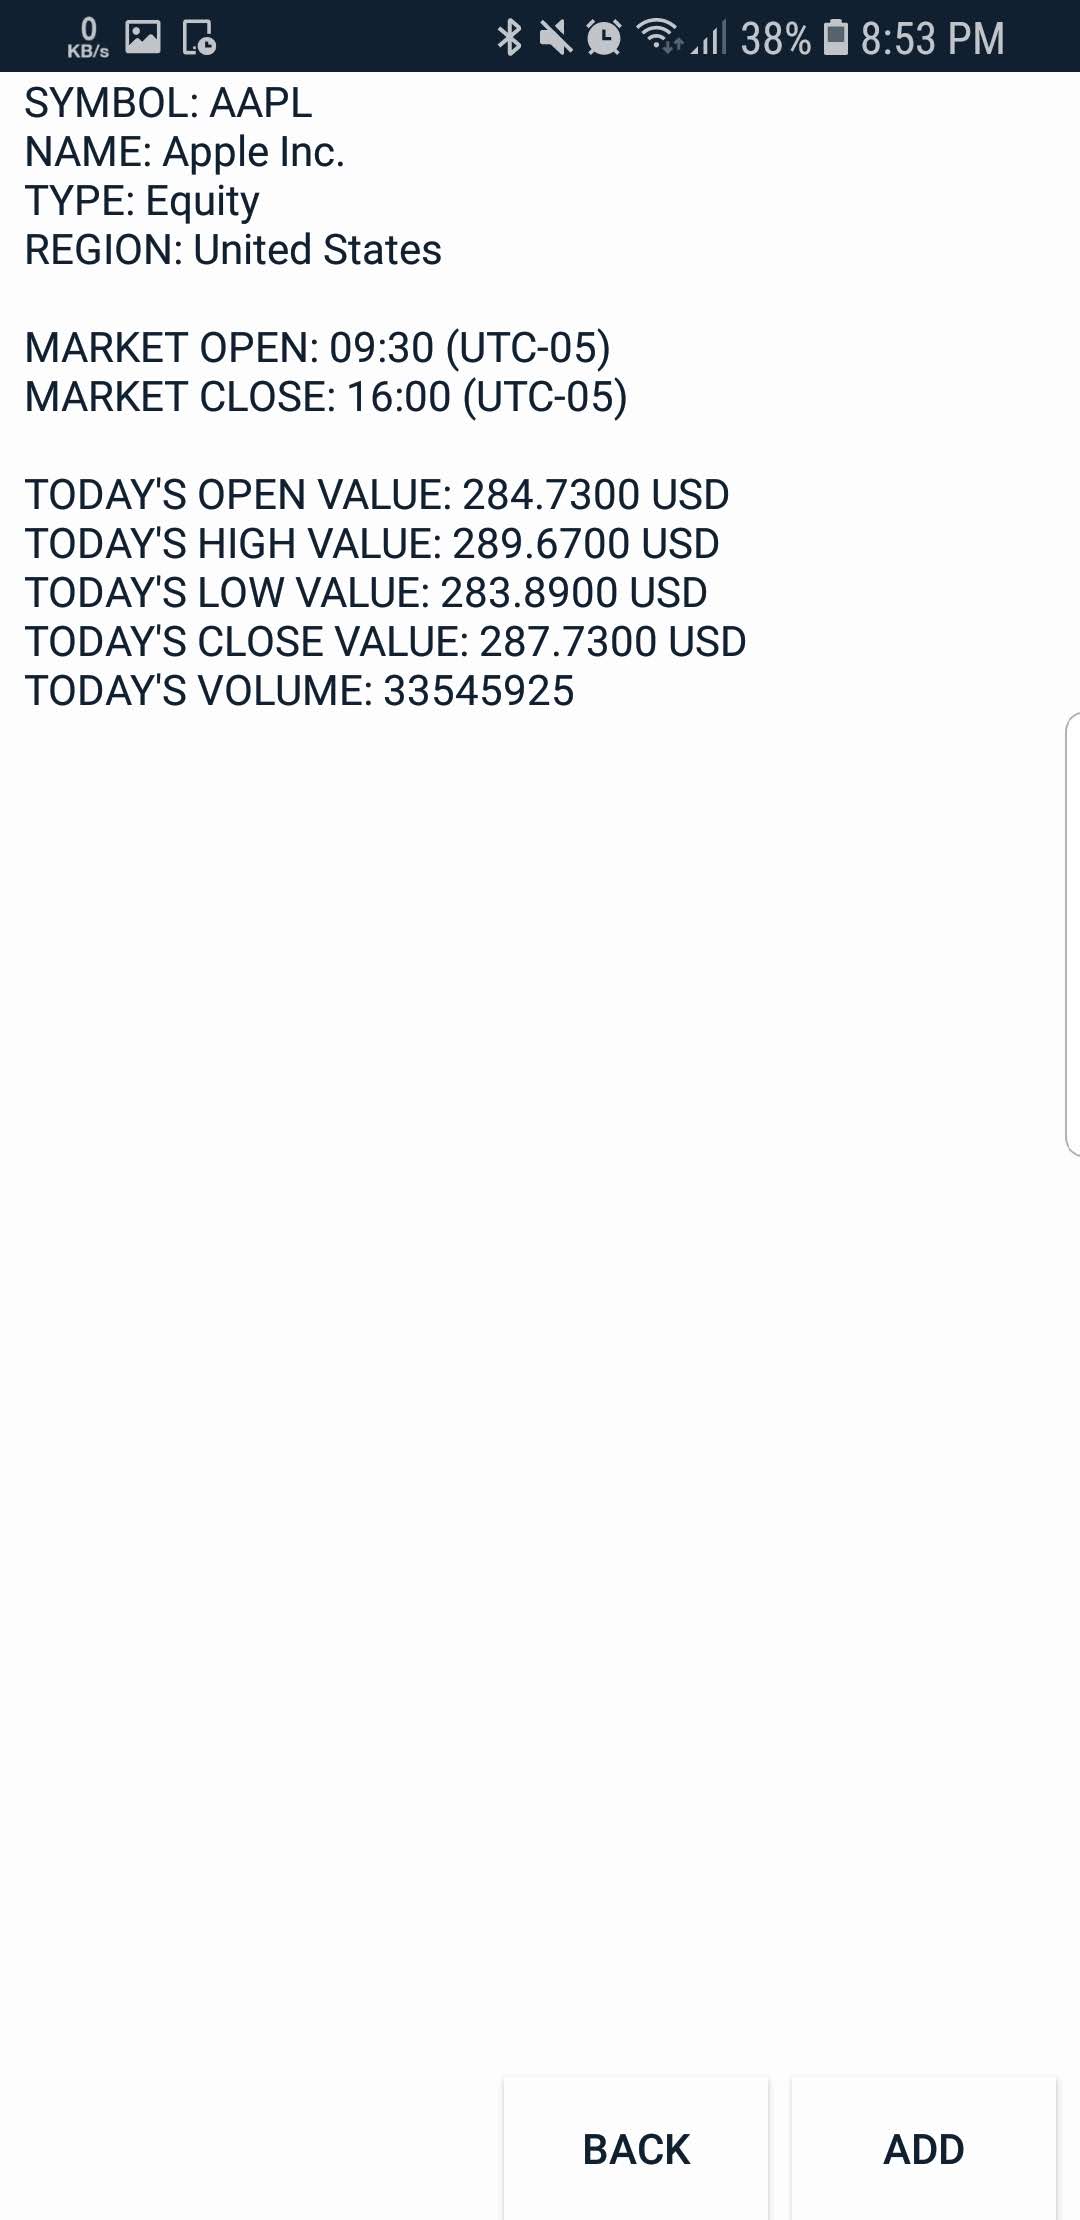 0
KB/s
38%
8:53 PM
SYMBOL: AAPL
NAME: Apple Inc.
TYPE: Equity
REGION: United States
MARKET OPEN: 09:30 (UTC-05)
MARKET CLOSE: 16:00 (UTC-05)
TODAY'S OPEN VALUE: 284.7300 USD
TODAY'S HIGH VALUE: 289.6700 USD
TODAY'S LOW VALUE: 283.8900 USD
TODAY'S CLOSE VALUE: 287.7300 USD
TODAY'S VOLUME: 33545925
BACK
ADD